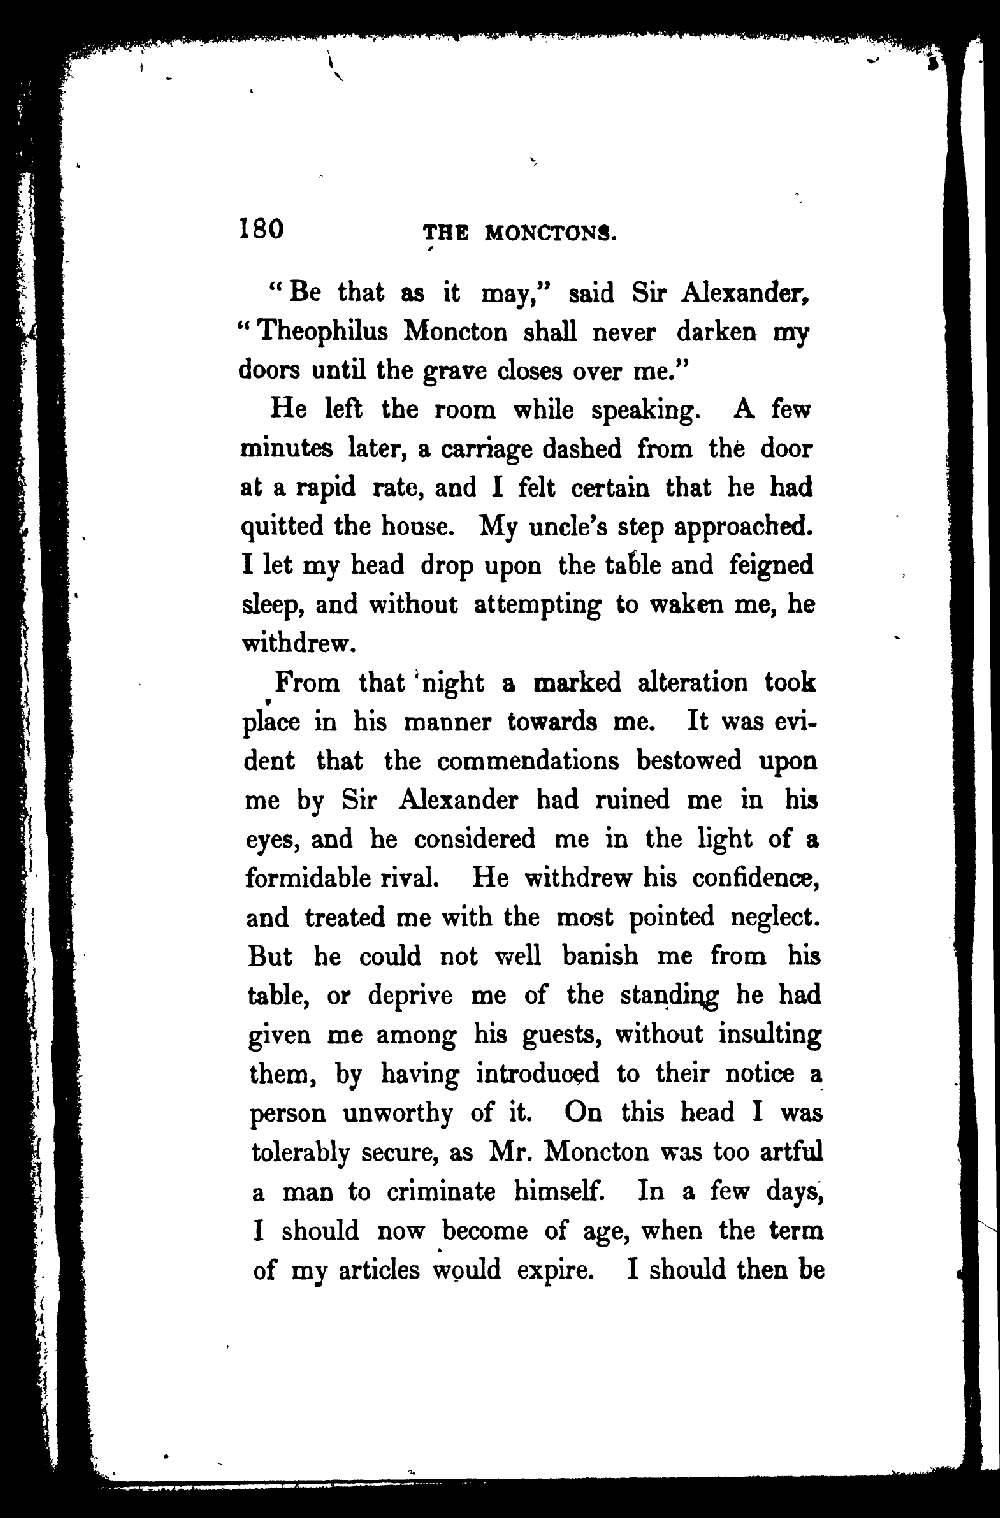 180 THE MONCTONS.
“Be that as it may,” said Sir Alexander,
“Theophilus Moncton shall never darken my
doors until the grave closes over me.”
He left the room while speaking. A few
minutes later, a carriage dashed from the door
at a rapid rate, and I felt certain that he had
quitted the house. My uncle’s step approached.
I let my head drop upon the table and feigned
sleep, and without attempting to waken me, he
withdrew.
From that night a marked alteration took
place in his manner towards me. It was evi-
dent that the commendations bestowed upon
me by Sir Alexander had ruined me in his
eyes, and he considered me in the light of a
formidable rival. He withdrew his confidence,
and treated me with the most pointed neglect.
But he could not well banish me from his
table, or deprive me of the standing he had
given me among his guests, without insulting
them, by having introduced to their notice a
person unworthy of it. On this head I was
tolerably secure, as Mr. Moncton was too artful
a man to criminate himself. In a few days,
I should now become of age, when the term
of my articles would expire. I should then be